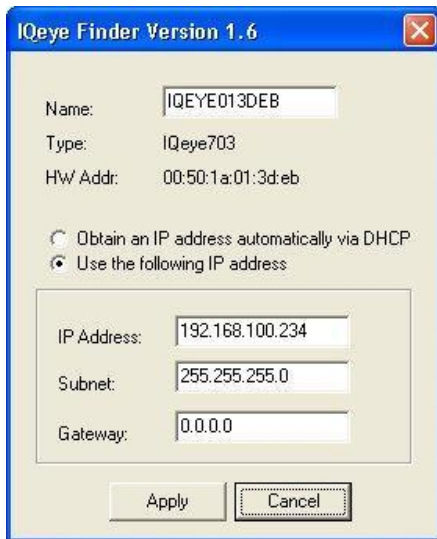 IQeye Finder Version 1.6
Name: IQEYE013DEB
Type: IQeye703
HW Addr: 00:50:1a:01:3d:eb
Obtain an IP address automatically via DHCP
Use the following IP address
IP Address: 192.168.100.234
Subnet: 255.255.255.0
Gateway: 0.0.0.0
Apply Cancel